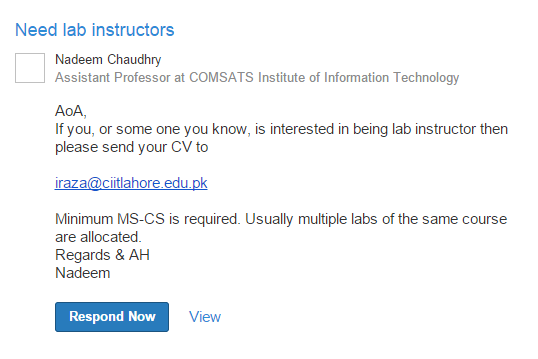 Need lab instructors
Nadeem Chaudhry
Assistant Professor at COMSATS Institute of Information Technology
AoA,
If you, or some one you know, is interested in being lab instructor then
please send your CV to
iraza@ciitlahore.edu.pk
Minimum MS-CS is required. Usually multiple labs of the same course
are allocated.
Regards & AH
Nadeem
Respond Now View